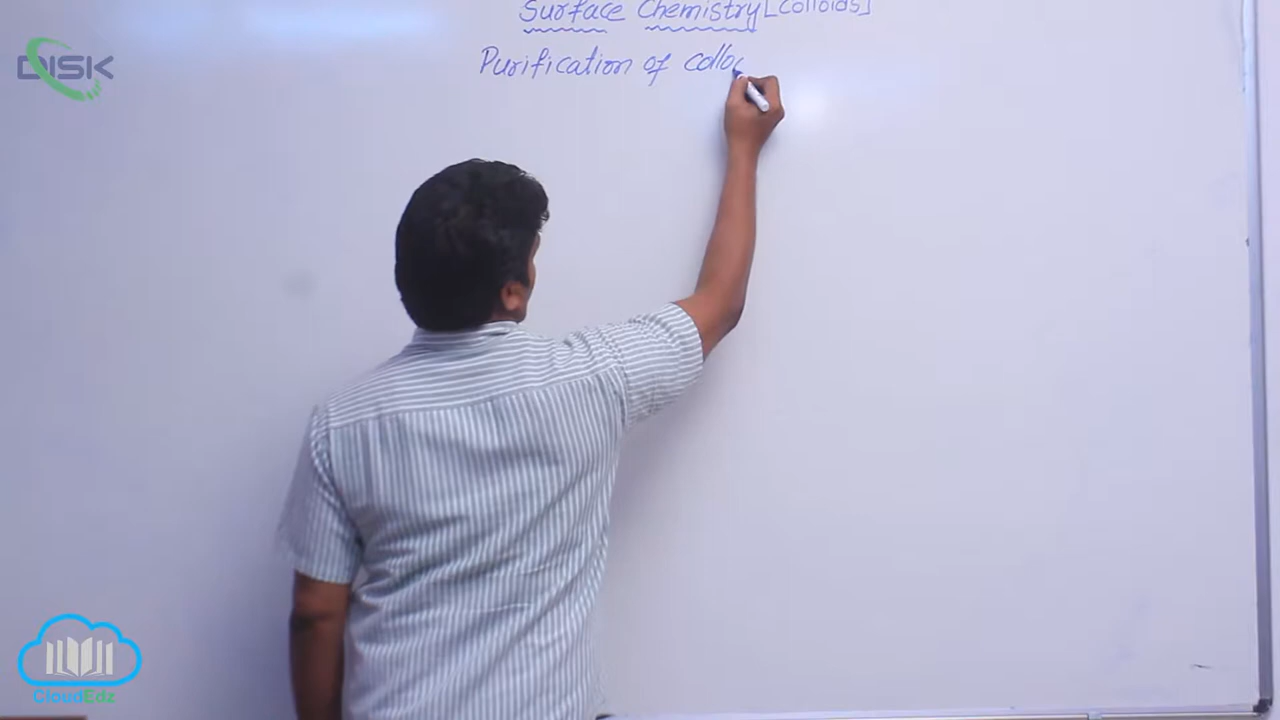 Surface Chemistry [Colloids]
Purification of collo
DISK
CloudEdz